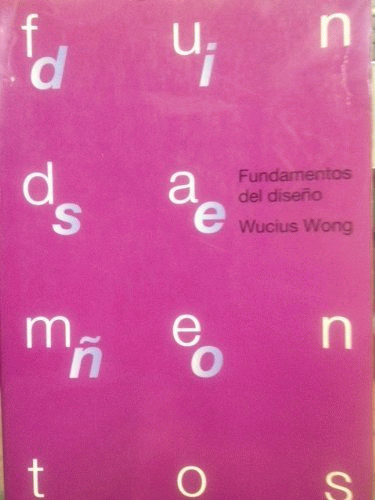 f u n
d i
d a
s e
Fundamentos
del diseño
Wucius Wong
m e n
ñ o
t o s